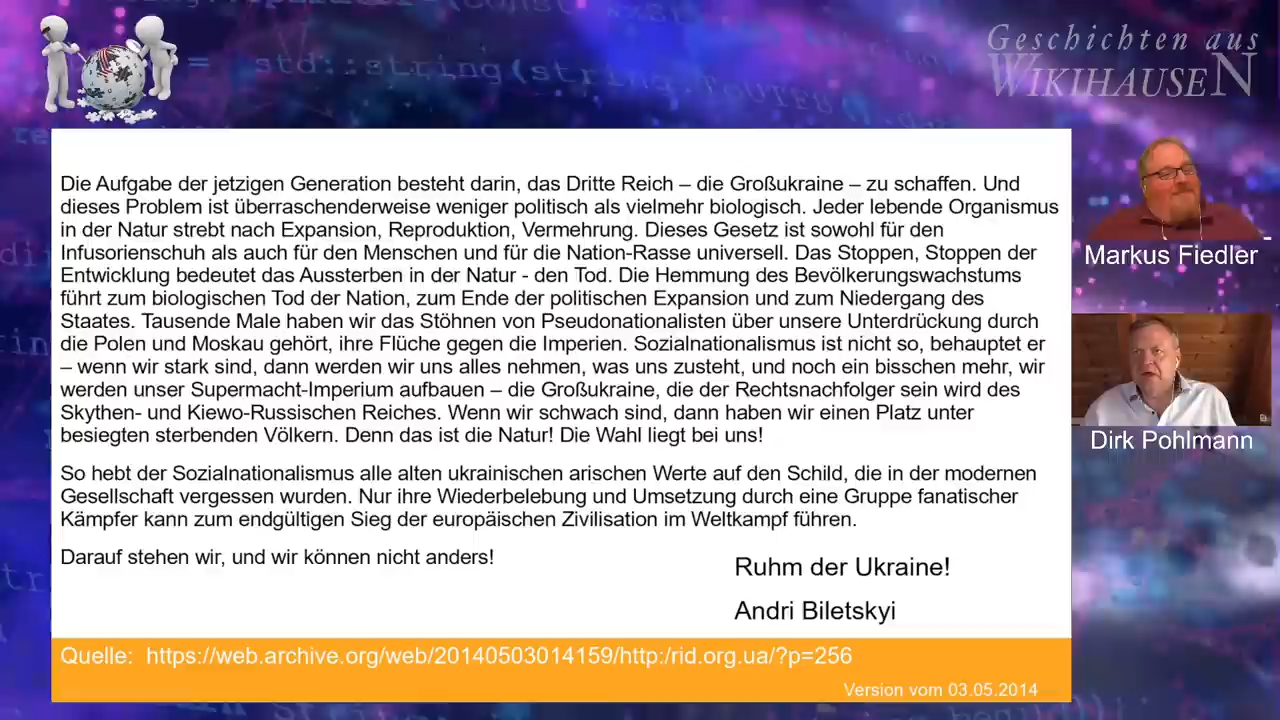 Geschichten aus
WIKIHAUSEN
= std::string(string
Die Aufgabe der jetzigen Generation besteht darin, das Dritte Reich – die Großukraine – zu schaffen. Und
dieses Problem ist überraschenderweise weniger politisch als vielmehr biologisch. Jeder lebende Organismus
in der Natur strebt nach Expansion, Reproduktion, Vermehrung. Dieses Gesetz ist sowohl für den
Infusorienschuh als auch für den Menschen und für die Nation-Rasse universell. Das Stoppen, Stoppen der
Entwicklung bedeutet das Aussterben in der Natur - den Tod. Die Hemmung des Bevölkerungswachstums
führt zum biologischen Tod der Nation, zum Ende der politischen Expansion und zum Niedergang des
Staates. Tausende Male haben wir das Stöhnen von Pseudonationalisten über unsere Unterdrückung durch
die Polen und Moskau gehört, ihre Flüche gegen die Imperien. Sozialnationalismus ist nicht so, behauptet er
– wenn wir stark sind, dann werden wir uns alles nehmen, was uns zusteht, und noch ein bisschen mehr, wir
werden unser Supermacht-Imperium aufbauen – die Großukraine, die der Rechtsnachfolger sein wird des
Skythen- und Kiewo-Russischen Reiches. Wenn wir schwach sind, dann haben wir einen Platz unter
besiegten sterbenden Völkern. Denn das ist die Natur! Die Wahl liegt bei uns!
So hebt der Sozialnationalismus alle alten ukrainischen arischen Werte auf den Schild, die in der modernen
Gesellschaft vergessen wurden. Nur ihre Wiederbelebung und Umsetzung durch eine Gruppe fanatischer
Kämpfer kann zum endgültigen Sieg der europäischen Zivilisation im Weltkampf führen.
Darauf stehen wir, und wir können nicht anders!
Ruhm der Ukraine!
Andri Biletskyi
Quelle: https://web.archive.org/web/20140503014159/http:/rid.org.ua/?p=256
Version vom 03.05.2014
Markus Fiedler
Dirk Pohlmann